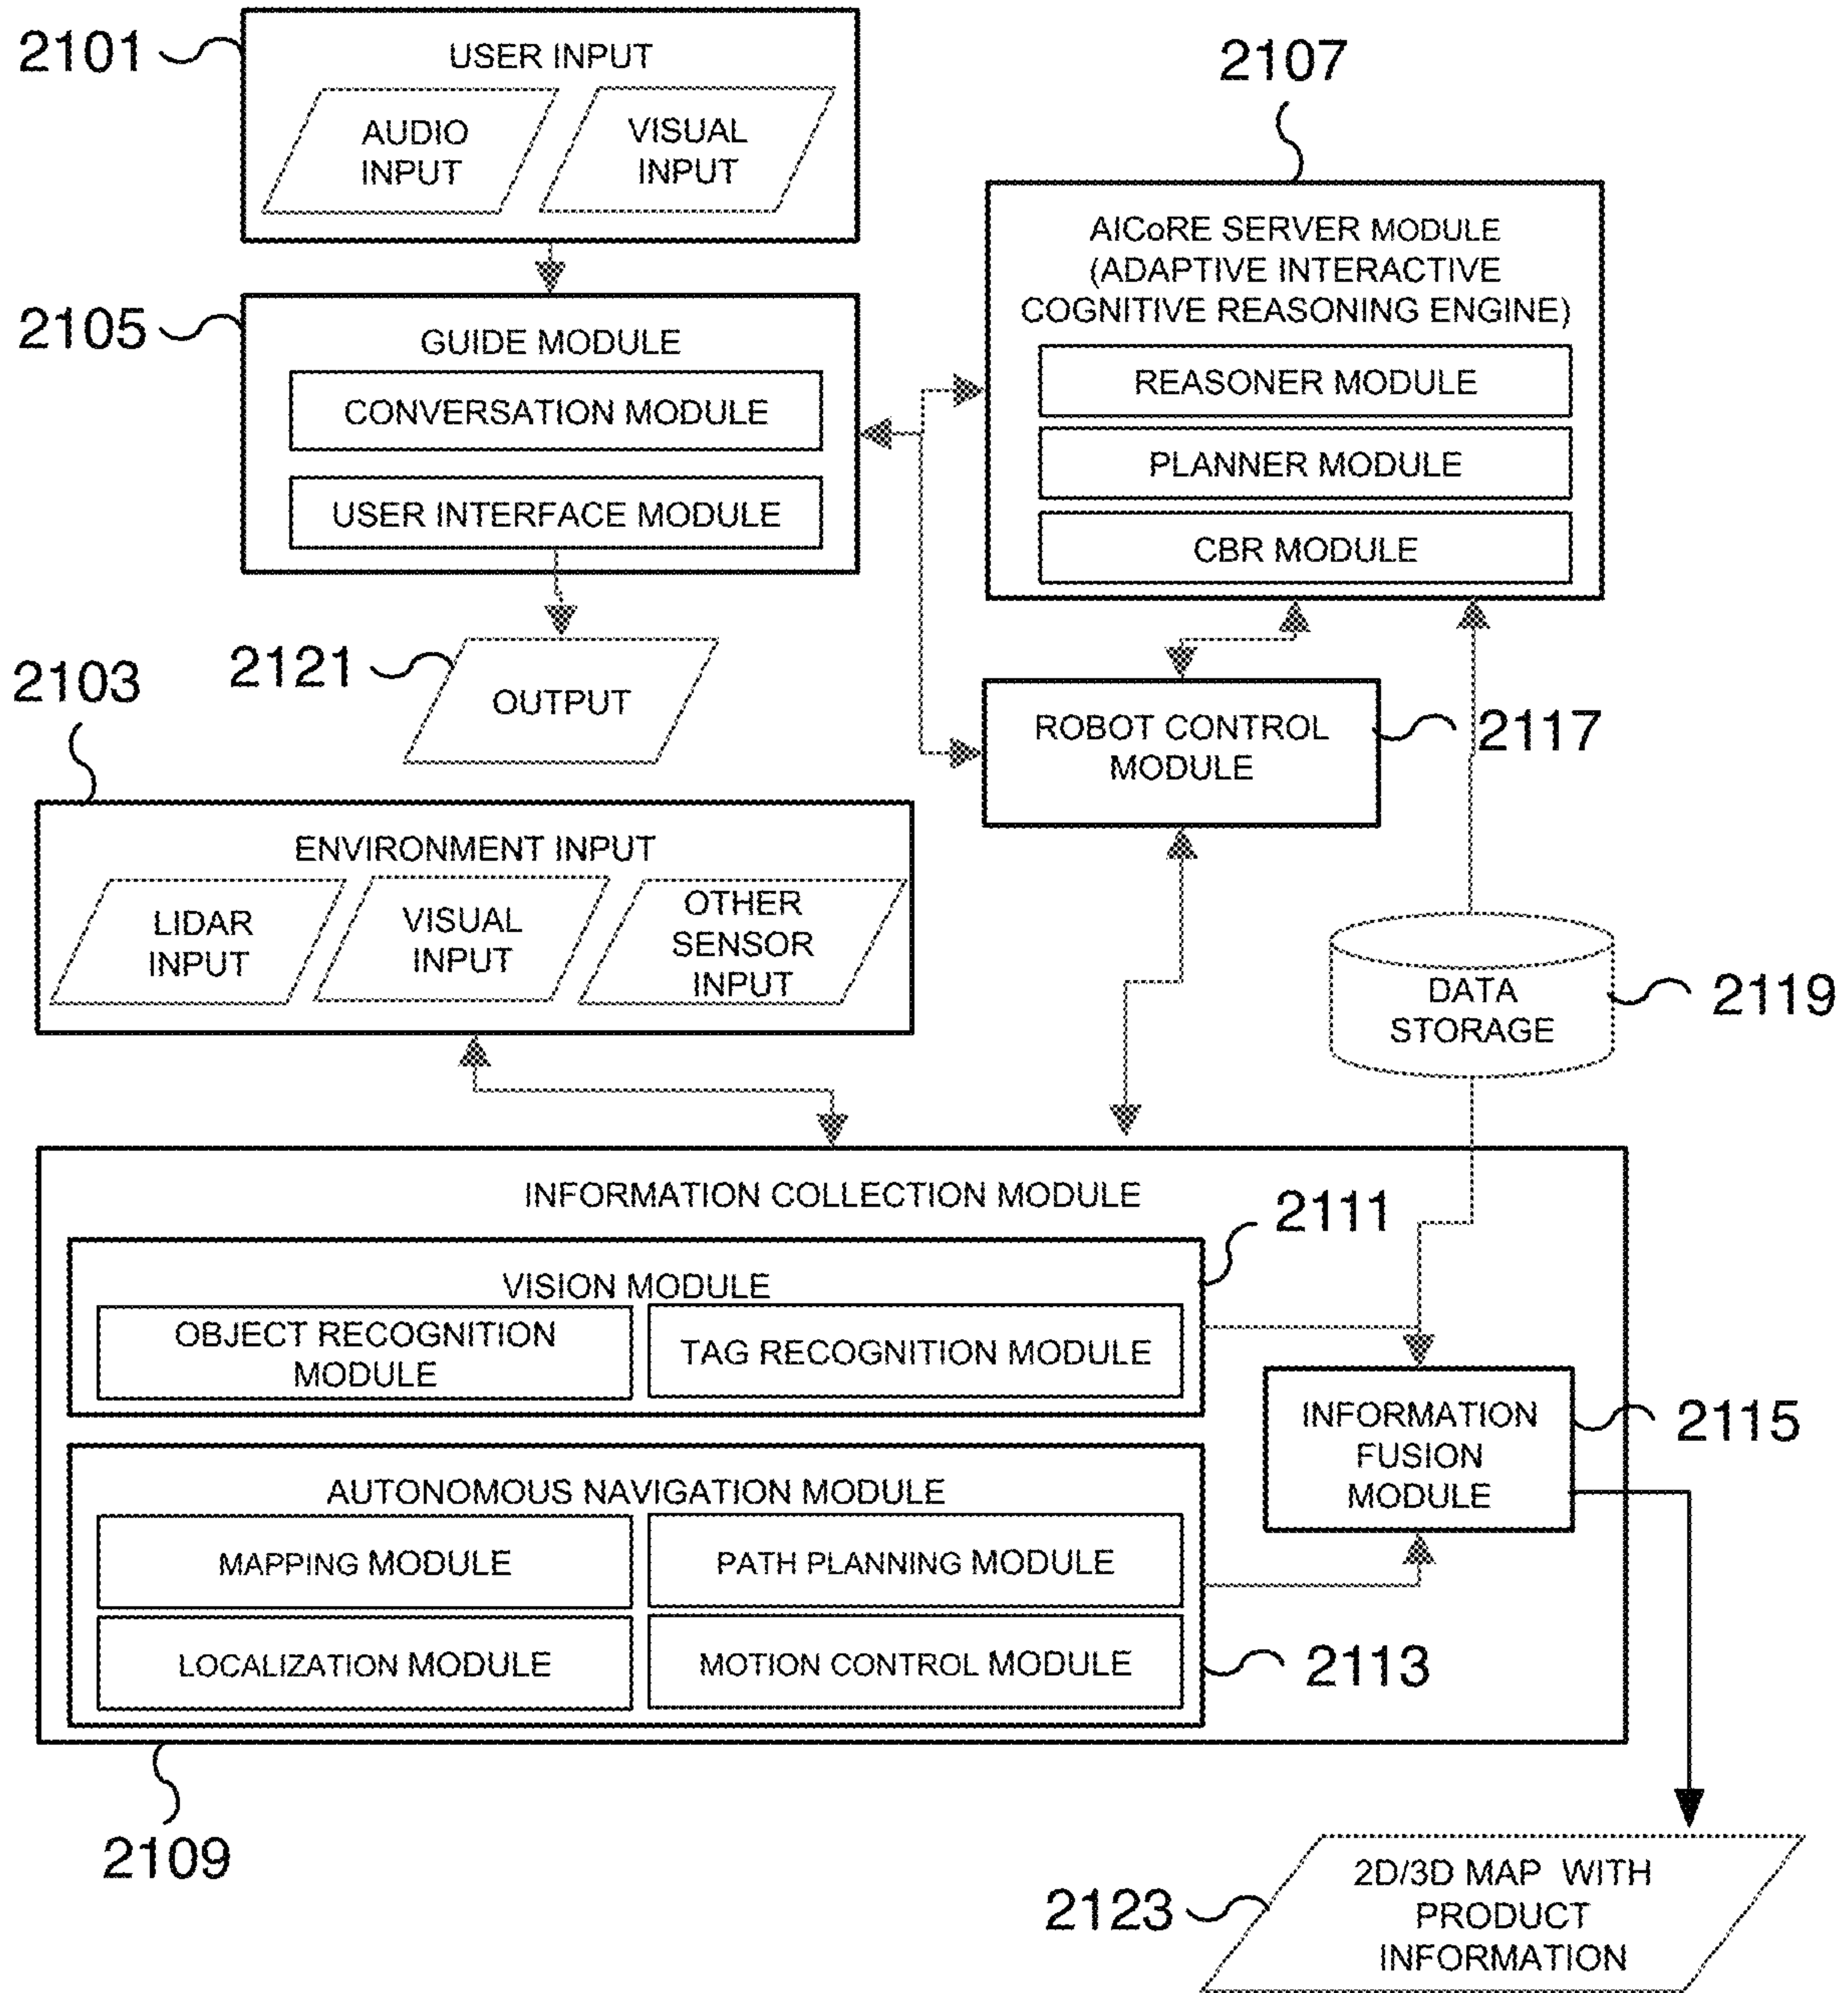 2101
USER INPUT
AUDIO
INPUT
VISUAL
INPUT
2107
AICoRE SERVER MODULE
(ADAPTIVE INTERACTIVE
COGNITIVE REASONING ENGINE)
REASONER MODULE
PLANNER MODULE
CBR MODULE
2105
GUIDE MODULE
CONVERSATION MODULE
USER INTERFACE MODULE
2121
OUTPUT
2103
ROBOT CONTROL
MODULE
2117
ENVIRONMENT INPUT
LIDAR
INPUT
VISUAL
INPUT
OTHER
SENSOR
INPUT
DATA
STORAGE
2119
INFORMATION COLLECTION MODULE
2111
VISION MODULE
OBJECT RECOGNITION
MODULE
TAG RECOGNITION MODULE
INFORMATION
FUSION
MODULE
2115
AUTONOMOUS NAVIGATION MODULE
MAPPING MODULE
PATH PLANNING MODULE
LOCALIZATION MODULE
MOTION CONTROL MODULE
2113
2109
2123
2D/3D MAP WITH
PRODUCT
INFORMATION